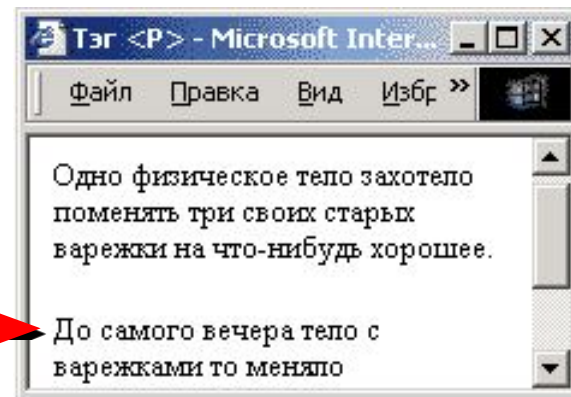 Тэг <P> - Microsoft Inter...
Файл Правка Вид Избр »
Одно физическое тело захотело
поменять три своих старых
варежки на что-нибудь хорошее.
До самого вечера тело с
варежками то меняло